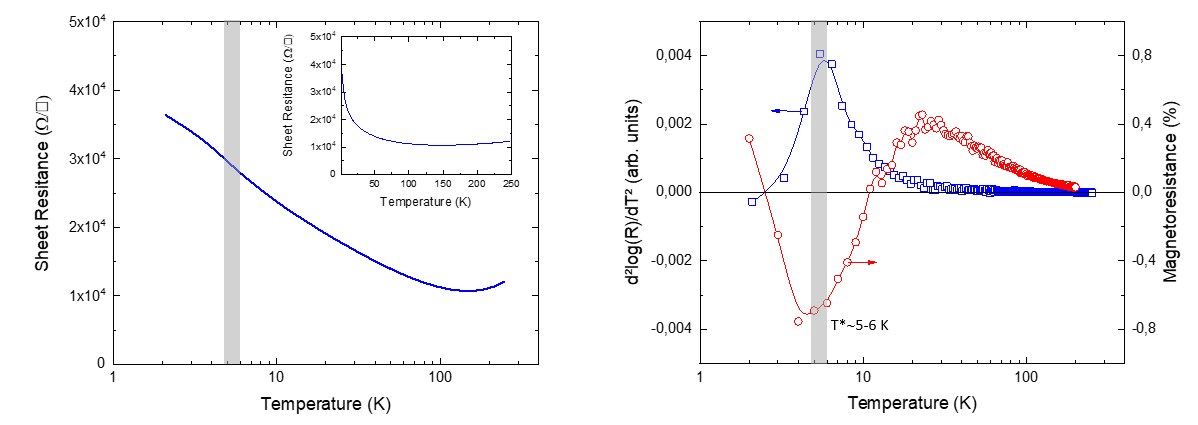 5x10⁴
4x10⁴
3x10⁴
2x10⁴
1x10⁴
0
1
10
100
Sheet Resitance (Ω/□)
Temperature (K)
5x10⁴
4x10⁴
3x10⁴
2x10⁴
1x10⁴
0
50
100
150
200
250
Sheet Resitance (Ω/□)
Temperature (K)
0,004
0,002
0,000
-0,002
-0,004
d²log(R)/dT² (arb. units)
0,8
0,4
0,0
-0,4
-0,8
Magnetoresistance (%)
T*~5-6 K
1
10
100
Temperature (K)